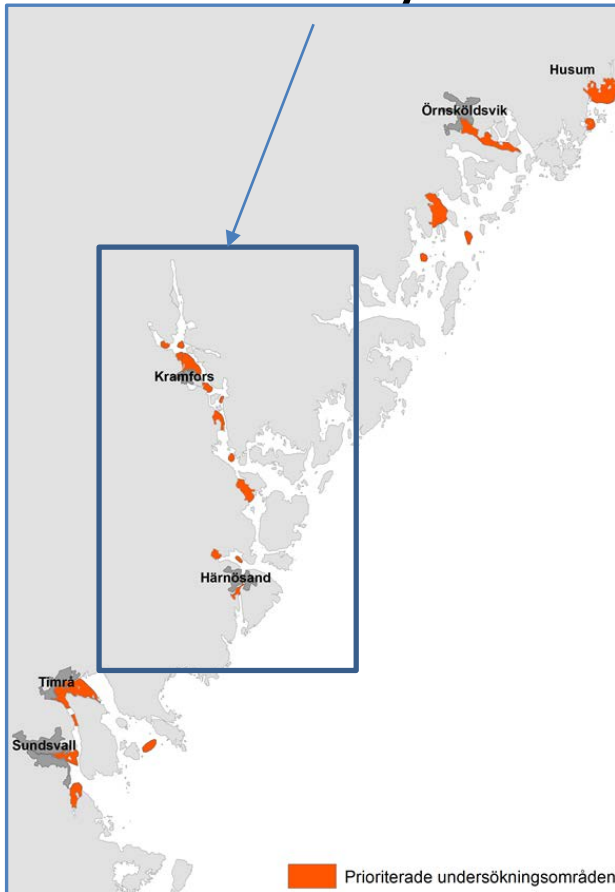 Husum
Örnsköldsvik
Kramfors
Härnösand
Timrå
Sundsvall
Prioriterade undersökningsområden